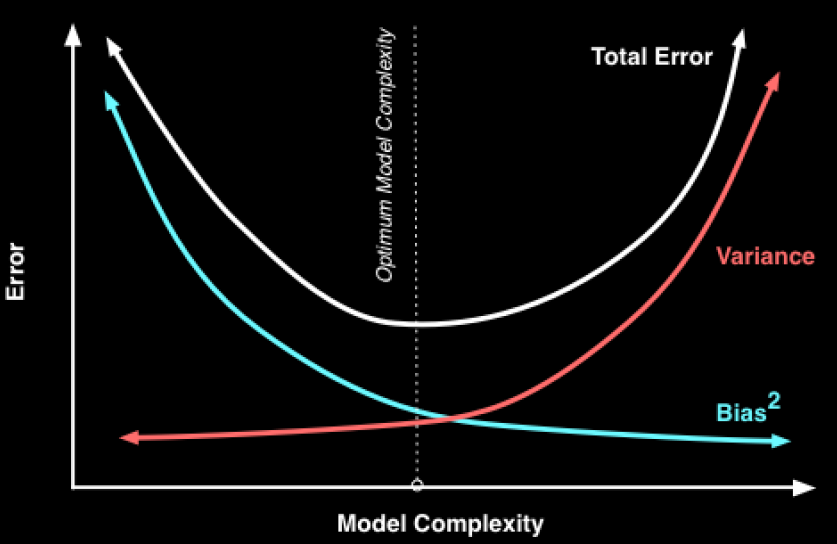 Optimum Model Complexity
Total Error
Variance
Error
Bias²
Model Complexity